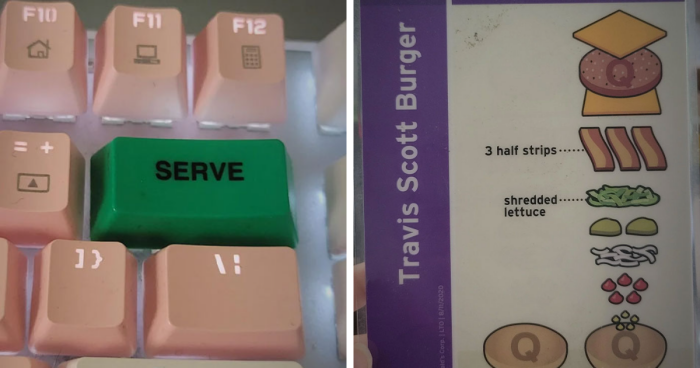 F10
F11
F12
= +
SERVE
] }
\ ¦
Travis Scott Burger
Q
3 half strips
shredded
lettuce
Q
Q